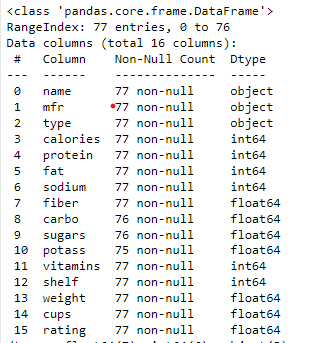 <class 'pandas.core.frame.DataFrame'>
RangeIndex: 77 entries, 0 to 76
Data columns (total 16 columns):
 #   Column    Non-Null Count  Dtype
---  ------    --------------  -----
 0   name      77 non-null     object
 1   mfr       77 non-null     object
 2   type      77 non-null     object
 3   calories  77 non-null     int64
 4   protein   77 non-null     int64
 5   fat       77 non-null     int64
 6   sodium    77 non-null     int64
 7   fiber     77 non-null     float64
 8   carbo     76 non-null     float64
 9   sugars    76 non-null     float64
 10  potass    75 non-null     float64
 11  vitamins  77 non-null     int64
 12  shelf     77 non-null     int64
 13  weight    77 non-null     float64
 14  cups      77 non-null     float64
 15  rating    77 non-null     float64